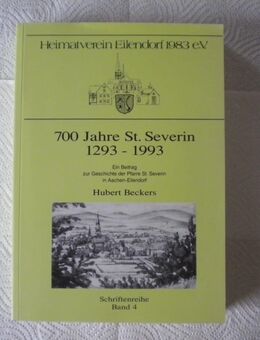 Heimatverein Eilendorf 1983 e.V.
700 Jahre St. Severin
1293 - 1993
Ein Beitrag
zur Geschichte der Pfarre St. Severin
in Aachen-Eilendorf
Hubert Beckers
Schriftenreihe
Band 4